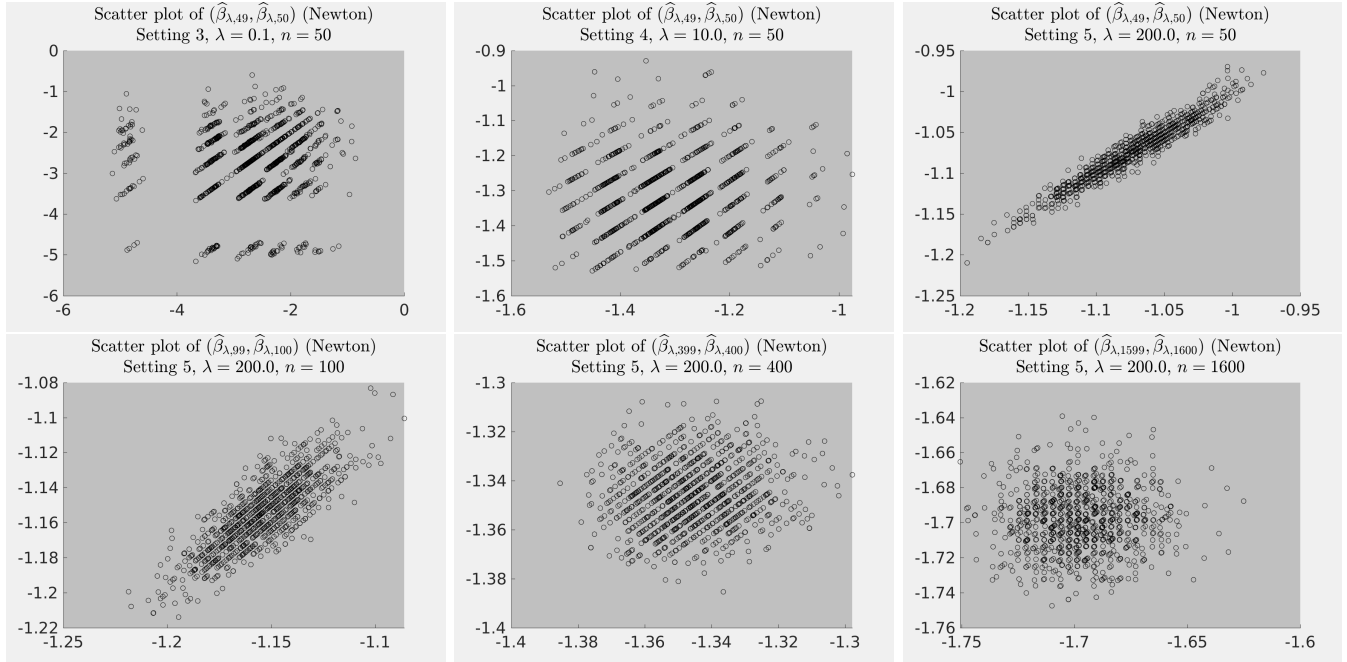 Scatter plot of (β̂λ,49, β̂λ,50) (Newton)
Setting 3, λ = 0.1, n = 50
0
-1
-2
-3
-4
-5
-6
-6 -4 -2 0
Scatter plot of (β̂λ,49, β̂λ,50) (Newton)
Setting 4, λ = 10.0, n = 50
-0.9
-1
-1.1
-1.2
-1.3
-1.4
-1.5
-1.6
-1.6 -1.4 -1.2 -1
Scatter plot of (β̂λ,49, β̂λ,50) (Newton)
Setting 5, λ = 200.0, n = 50
-0.95
-1
-1.05
-1.1
-1.15
-1.2
-1.25
-1.2 -1.15 -1.1 -1.05 -1 -0.95
Scatter plot of (β̂λ,99, β̂λ,100) (Newton)
Setting 5, λ = 200.0, n = 100
-1.08
-1.1
-1.12
-1.14
-1.16
-1.18
-1.2
-1.22
-1.25 -1.2 -1.15 -1.1
Scatter plot of (β̂λ,399, β̂λ,400) (Newton)
Setting 5, λ = 200.0, n = 400
-1.3
-1.32
-1.34
-1.36
-1.38
-1.4
-1.4 -1.38 -1.36 -1.34 -1.32 -1.3
Scatter plot of (β̂λ,1599, β̂λ,1600) (Newton)
Setting 5, λ = 200.0, n = 1600
-1.62
-1.64
-1.66
-1.68
-1.7
-1.72
-1.74
-1.76
-1.75 -1.7 -1.65 -1.6